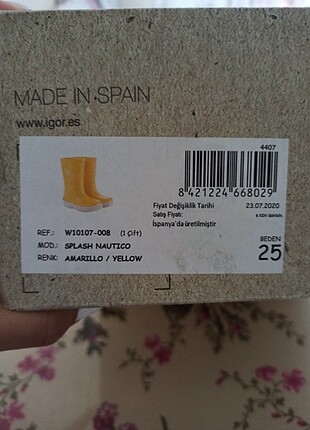 MADE IN SPAIN
www.igor.es
4407
8 421224 668029
Fiyat Değişiklik Tarihi 23.07.2020
Satış Fiyatı:
İspanya'da üretilmiştir
REF.: W10107-008 (1 Çift)
MOD.: SPLASH NAUTICO
RENK: AMARILLO / YELLOW
BEDEN
25